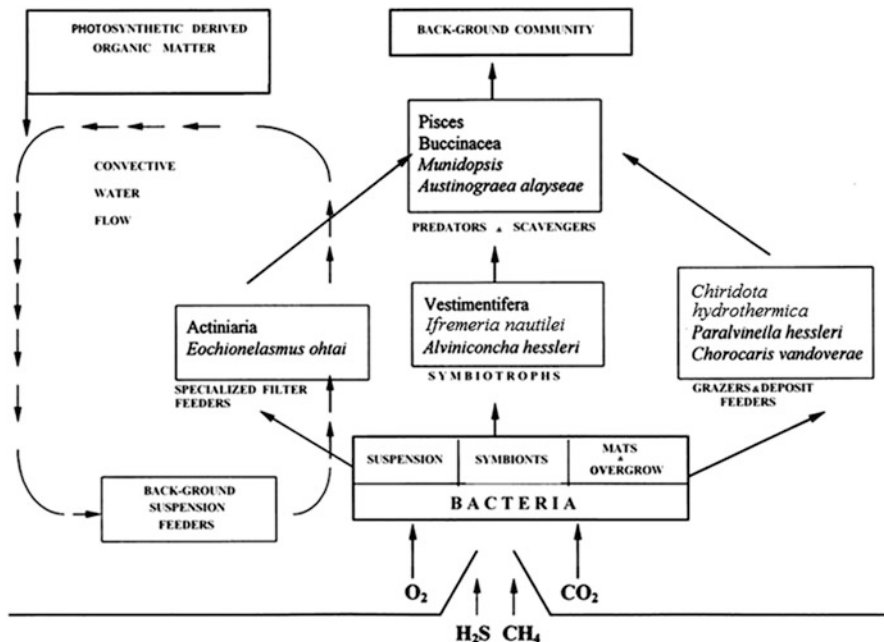 PHOTOSYNTHETIC DERIVED
ORGANIC MATTER
BACK-GROUND COMMUNITY
CONVECTIVE
WATER
FLOW
Pisces
Buccinacea
Munidopsis
Austinograea alayseae
PREDATORS & SCAVENGERS
Actiniaria
Eochionelasmus ohtai
SPECIALIZED FILTER
FEEDERS
Vestimentifera
Ifremeria nautilei
Alviniconcha hessleri
SYMBIOTROPHS
Chiridota
hydrothermica
Paralvinella hessleri
Chorocaris vandoverae
GRAZERS & DEPOSIT
FEEDERS
BACK-GROUND
SUSPENSION
FEEDERS
SUSPENSION
SYMBIONTS
MATS
&
OVERGROW
BACTERIA
O₂
CO₂
H₂S CH₄